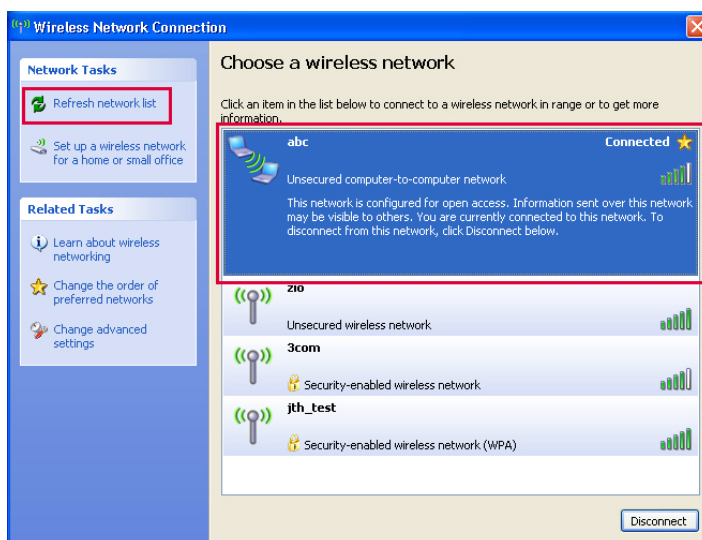 Wireless Network Connection
Network Tasks
Refresh network list
Set up a wireless network
for a home or small office
Related Tasks
Learn about wireless
networking
Change the order of
preferred networks
Change advanced
settings
Choose a wireless network
Click an item in the list below to connect to a wireless network in range or to get more
information.
abc Connected
Unsecured computer-to-computer network
This network is configured for open access. Information sent over this network
may be visible to others. You are currently connected to this network. To
disconnect from this network, click Disconnect below.
zio
Unsecured wireless network
3com
Security-enabled wireless network
jth_test
Security-enabled wireless network (WPA)
Disconnect